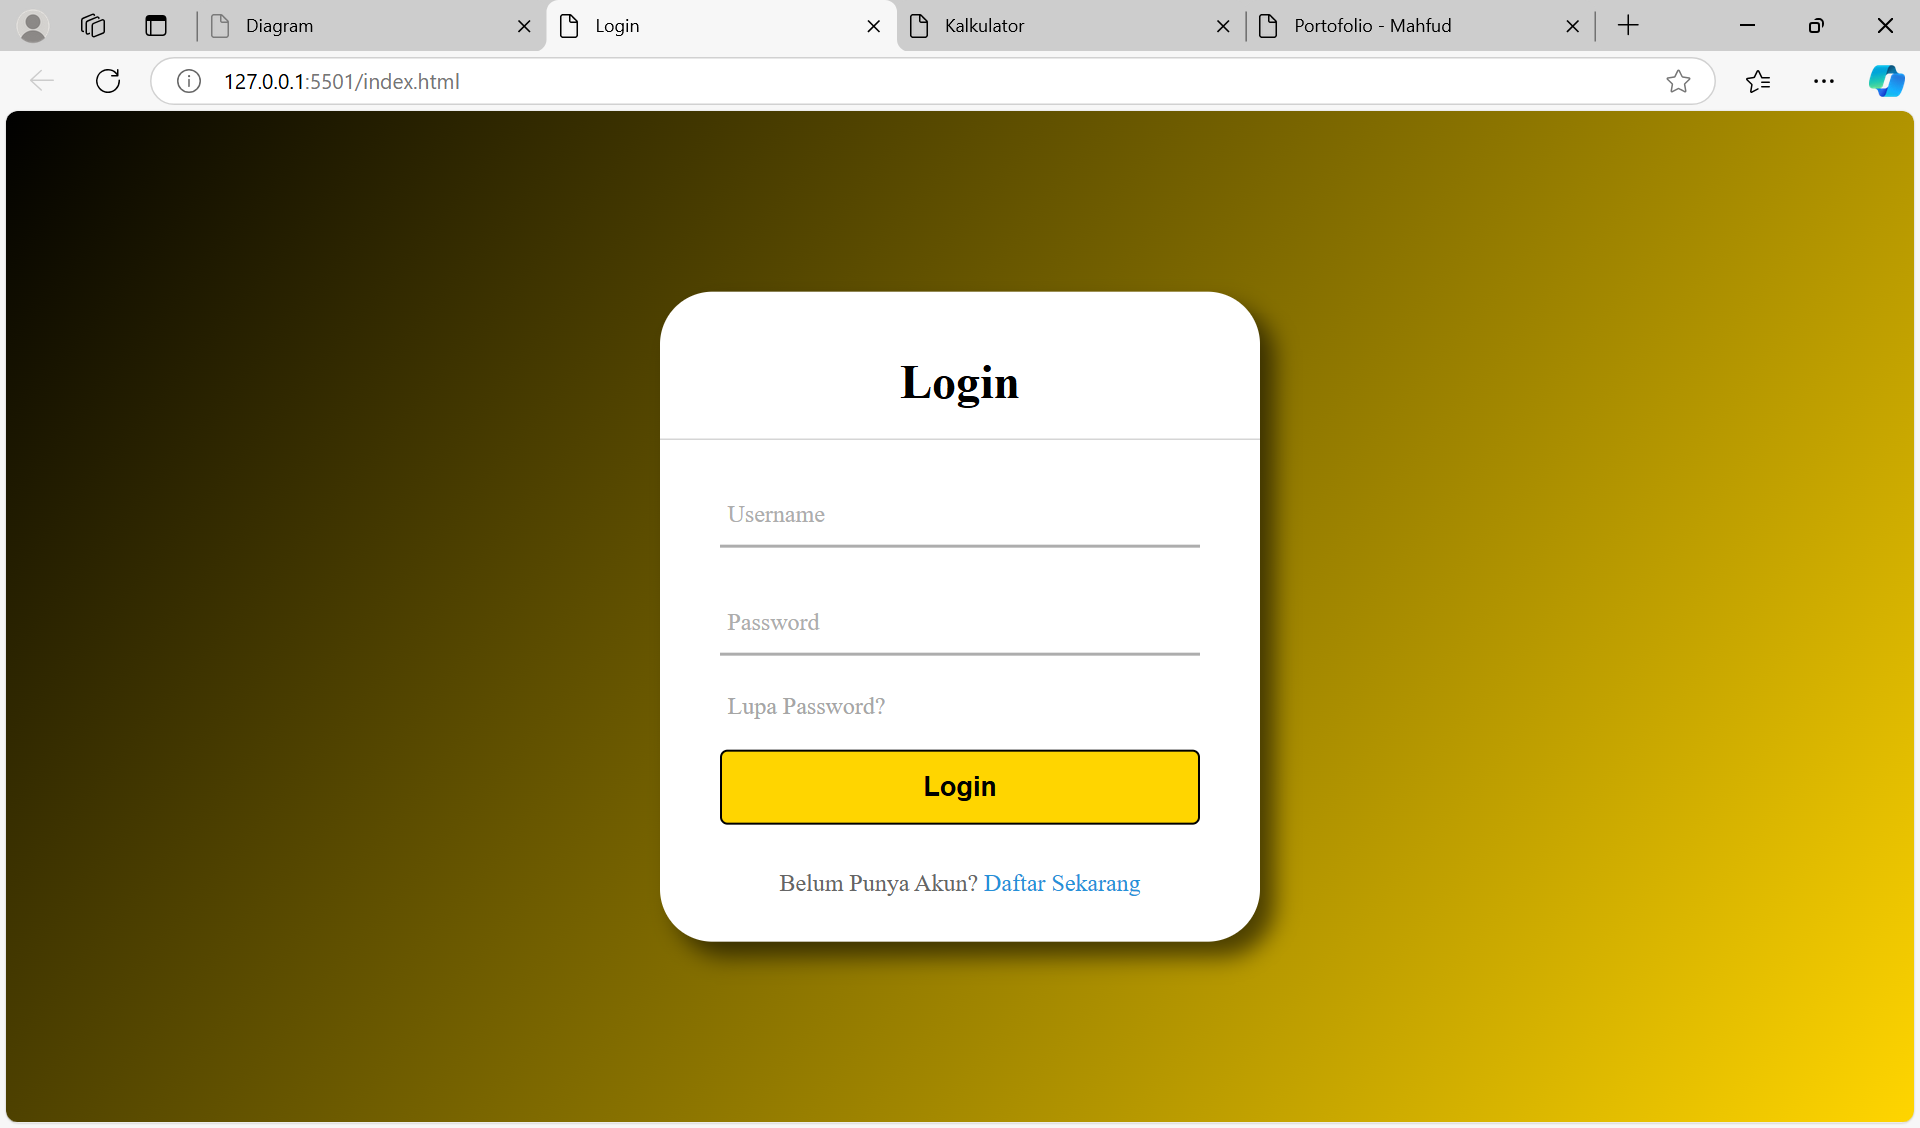 Diagram
Login
Kalkulator
Portofolio - Mahfud
127.0.0.1:5501/index.html
Login
Username
Password
Lupa Password?
Login
Belum Punya Akun? Daftar Sekarang